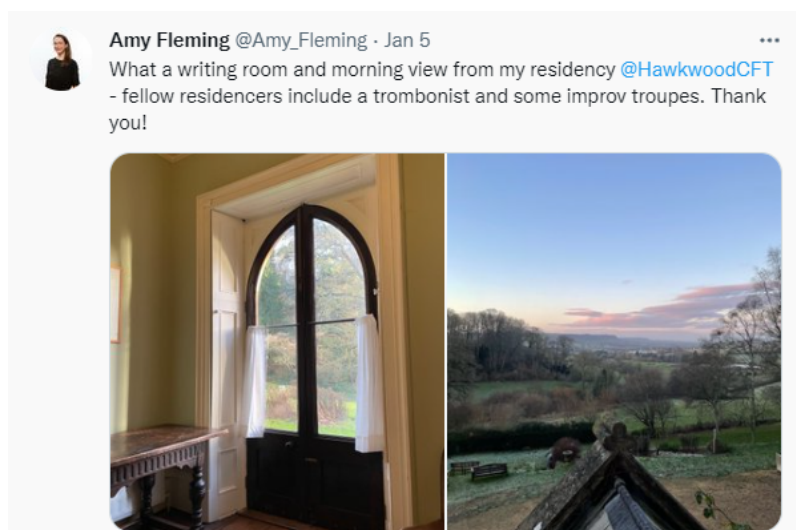 Amy Fleming @Amy_Fleming · Jan 5
What a writing room and morning view from my residency @HawkwoodCFT
- fellow residencers include a trombonist and some improv troupes. Thank
you!